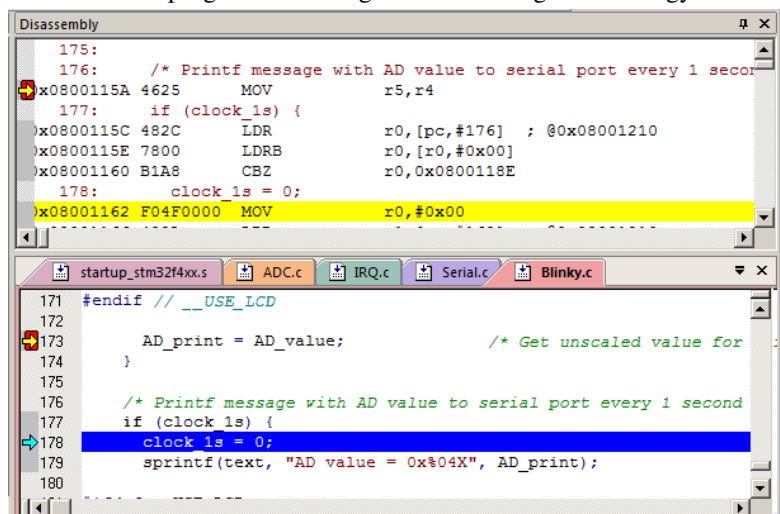 Disassembly
175:
176: /* Printf message with AD value to serial port every 1 secon
0x0800115A 4625 MOV r5,r4
177: if (clock_1s) {
0x0800115C 482C LDR r0,[pc,#176] ; @0x08001210
0x0800115E 7800 LDRB r0,[r0,#0x00]
0x08001160 B1A8 CBZ r0,0x0800118E
178: clock_1s = 0;
0x08001162 F04F0000 MOV r0,#0x00
startup_stm32f4xx.s ADC.c IRQ.c Serial.c Blinky.c
171 #endif // __USE_LCD
172
173 AD_print = AD_value; /* Get unscaled value for
174 }
175
176 /* Printf message with AD value to serial port every 1 second
177 if (clock_1s) {
178 clock_1s = 0;
179 sprintf(text, "AD value = 0x%04X", AD_print);
180